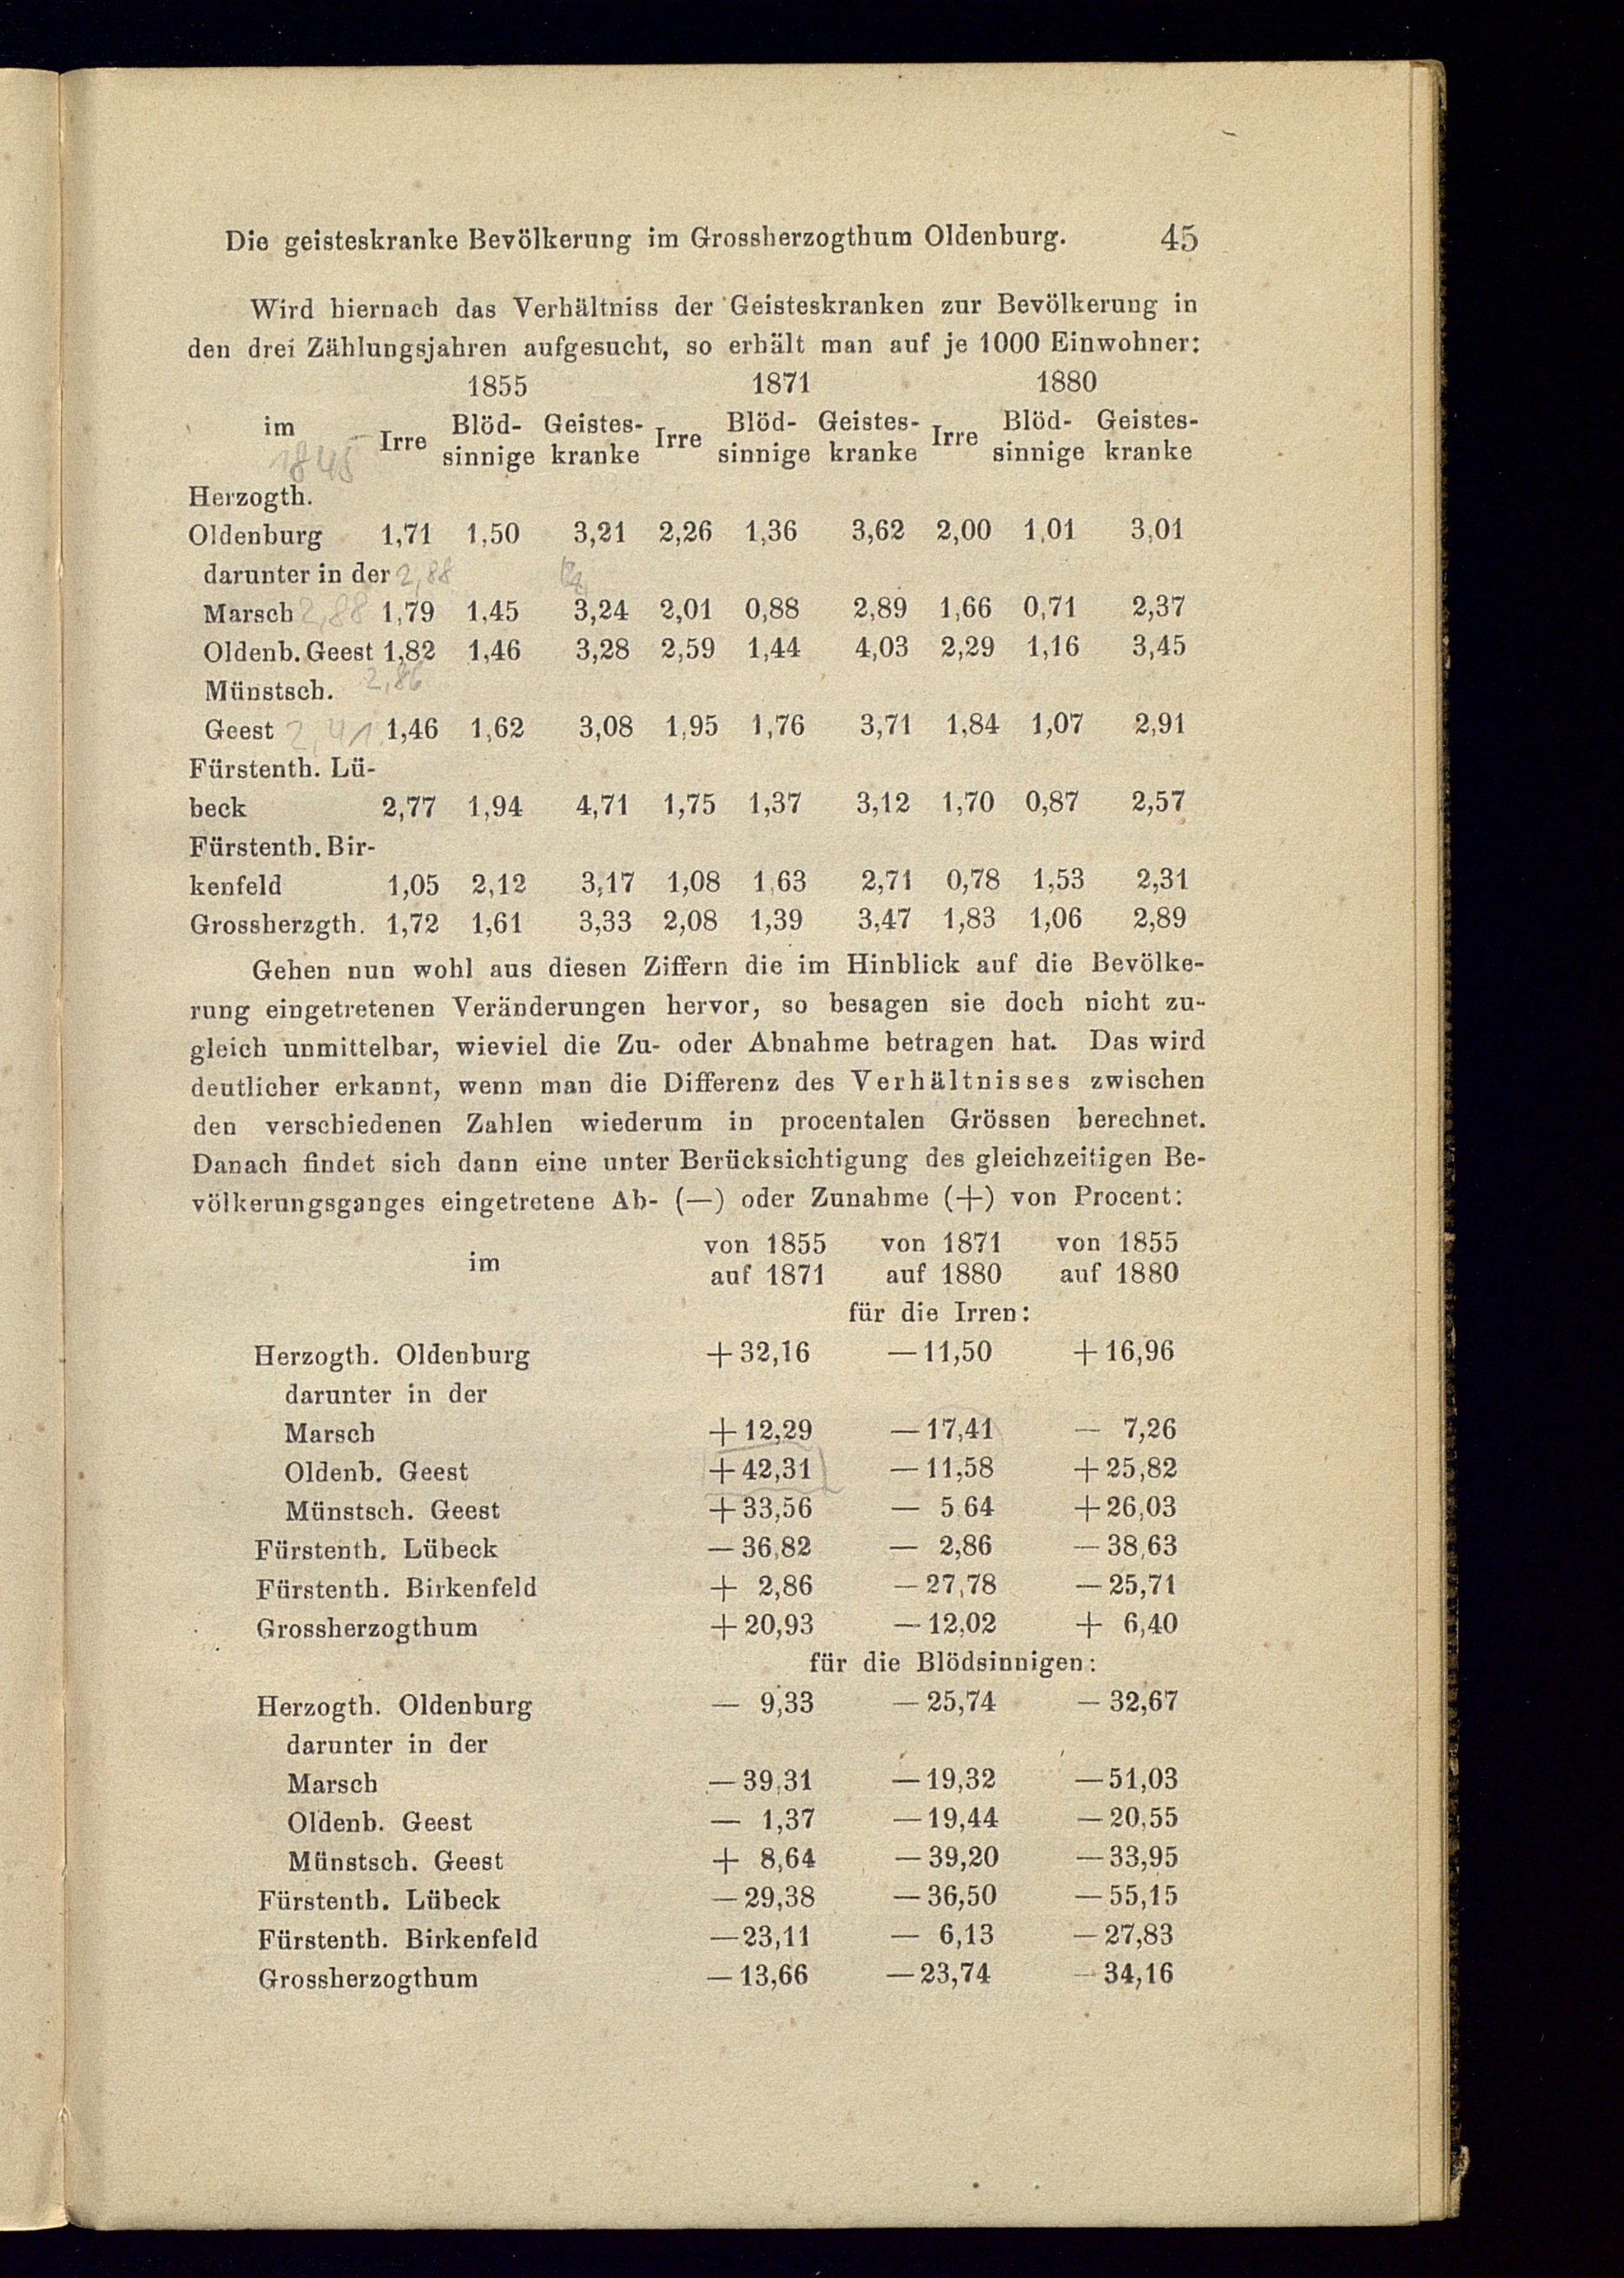 Die geisteskranke Bevölkerung im Grossherzogthum Oldenburg. 45
Wird hiernach das Verhältniss der Geisteskranken zur Bevölkerung in
den drei Zählungsjahren aufgesucht, so erhält man auf je 1000 Einwohner:
1855 1871 1880
im Irre Blöd- Geistes- Irre Blöd- Geistes- Irre Blöd- Geistes-
sinnige kranke sinnige kranke sinnige kranke
1845
Herzogth.
Oldenburg 1,71 1,50 3,21 2,26 1,36 3,62 2,00 1,01 3,01
darunter in der 2,88
Marsch 2,88 1,79 1,45 3,24 2,01 0,88 2,89 1,66 0,71 2,37
Oldenb. Geest 1,82 1,46 3,28 2,59 1,44 4,03 2,29 1,16 3,45
Münstsch. 2,86
Geest 2,41 1,46 1,62 3,08 1,95 1,76 3,71 1,84 1,07 2,91
Fürstenth. Lü-
beck 2,77 1,94 4,71 1,75 1,37 3,12 1,70 0,87 2,57
Fürstenth. Bir-
kenfeld 1,05 2,12 3,17 1,08 1,63 2,71 0,78 1,53 2,31
Grossherzgth. 1,72 1,61 3,33 2,08 1,39 3,47 1,83 1,06 2,89
Gehen nun wohl aus diesen Ziffern die im Hinblick auf die Bevölke-
rung eingetretenen Veränderungen hervor, so besagen sie doch nicht zu-
gleich unmittelbar, wieviel die Zu- oder Abnahme betragen hat. Das wird
deutlicher erkannt, wenn man die Differenz des Verhältnisses zwischen
den verschiedenen Zahlen wiederum in procentalen Grössen berechnet.
Danach findet sich dann eine unter Berücksichtigung des gleichzeitigen Be-
völkerungsganges eingetretene Ab- (—) oder Zunahme (+) von Procent:
im von 1855 von 1871 von 1855
auf 1871 auf 1880 auf 1880
für die Irren:
Herzogth. Oldenburg +32,16 —11,50 +16,96
darunter in der
Marsch +12,29 —17,41 — 7,26
Oldenb. Geest +42,31 —11,58 +25,82
Münstsch. Geest +33,56 — 5,64 +26,03
Fürstenth. Lübeck —36,82 — 2,86 —38,63
Fürstenth. Birkenfeld + 2,86 —27,78 —25,71
Grossherzogthum +20,93 —12,02 + 6,40
für die Blödsinnigen:
Herzogth. Oldenburg — 9,33 —25,74 —32,67
darunter in der
Marsch —39,31 —19,32 —51,03
Oldenb. Geest — 1,37 —19,44 —20,55
Münstsch. Geest + 8,64 —39,20 —33,95
Fürstenth. Lübeck —29,38 —36,50 —55,15
Fürstenth. Birkenfeld —23,11 — 6,13 —27,83
Grossherzogthum —13,66 —23,74 —34,16